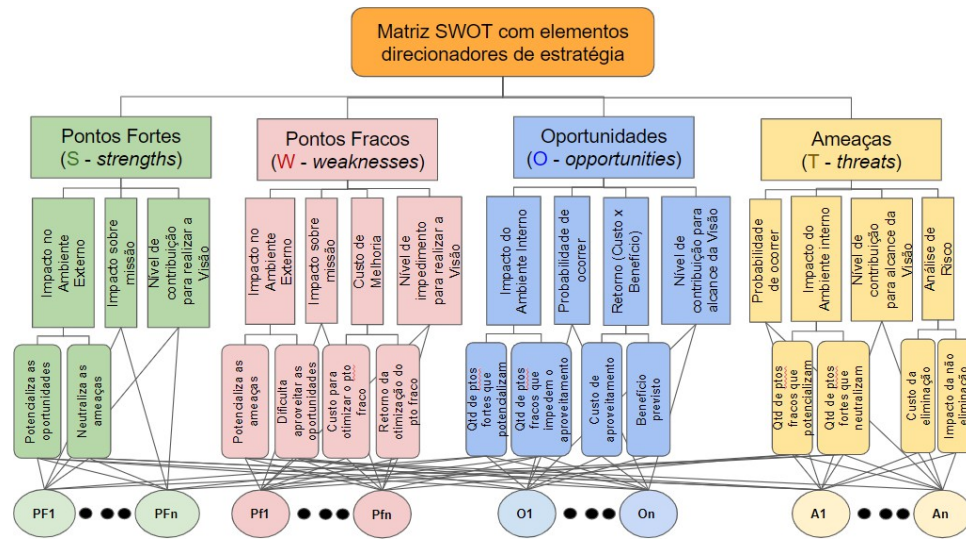 Matriz SWOT com elementos
direcionadores de estratégia
Pontos Fortes
(S - strengths)
Pontos Fracos
(W - weaknesses)
Oportunidades
(O - opportunities)
Ameaças
(T - threats)
Impacto no
Ambiente
Externo
Impacto sobre
missão
Nível de
contribuição
para realizar a
Visão
Impacto no
Ambiente
Externo
Impacto sobre
missão
Custo de
Melhoria
Nível de
impedimento
para realizar a
Visão
Impacto do
Ambiente Interno
Probabilidade de
ocorrer
Retorno (Custo x
Benefício)
Nível de
contribuição para
alcance da Visão
Probabilidade
de ocorrer
Impacto do
Ambiente interno
Nível de
contribuição
para alcance da
Visão
Análise de
Risco
Potencializa as
oportunidades
Neutraliza as
ameaças
Potencializa as
ameaças
Dificulta
aproveitar as
oportunidades
Custo para
otimizar o pto
fraco
Retorno da
otimização do
pto fraco
Qtd de ptos
fortes que
potencializam
Qtd de ptos
fracos que
impedem o
aproveitamento
Custo de
aproveitamento
Benefício
previsto
Qtd de ptos
fracos que
potencializam
Qtd de ptos
fortes que
neutralizam
Custo da
eliminação
Impacto da não
eliminação
PF1
PFn
Pf1
Pfn
O1
On
A1
An